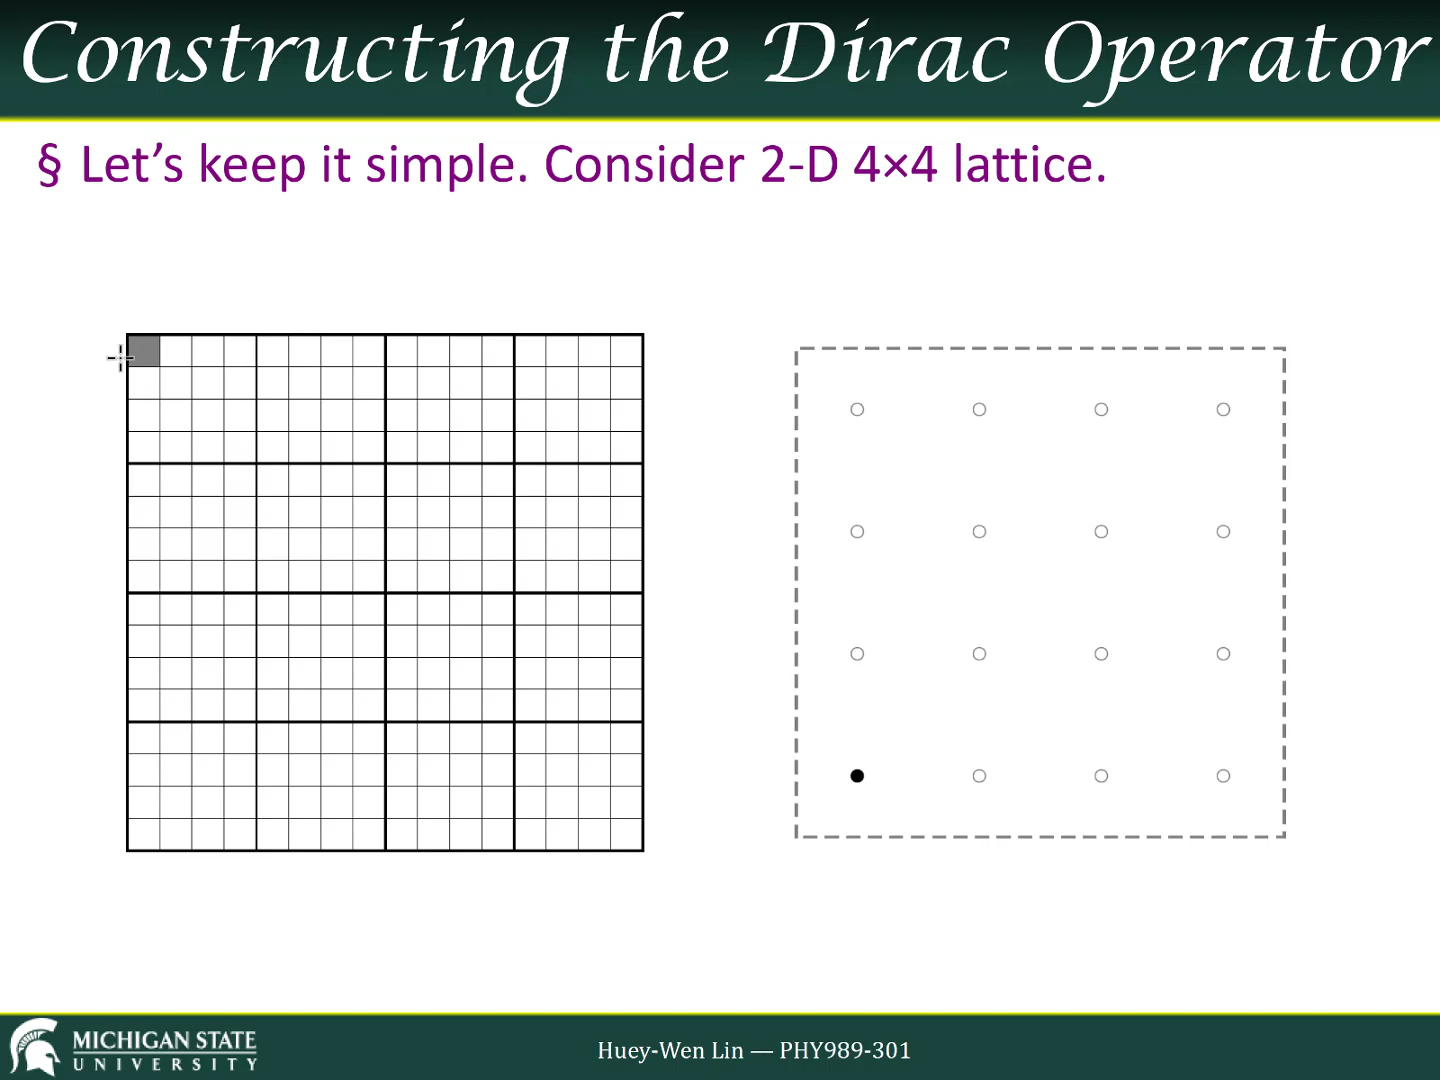 Constructing the Dirac Operator
§ Let’s keep it simple. Consider 2-D 4×4 lattice.
MICHIGAN STATE
UNIVERSITY
Huey-Wen Lin — PHY989-301